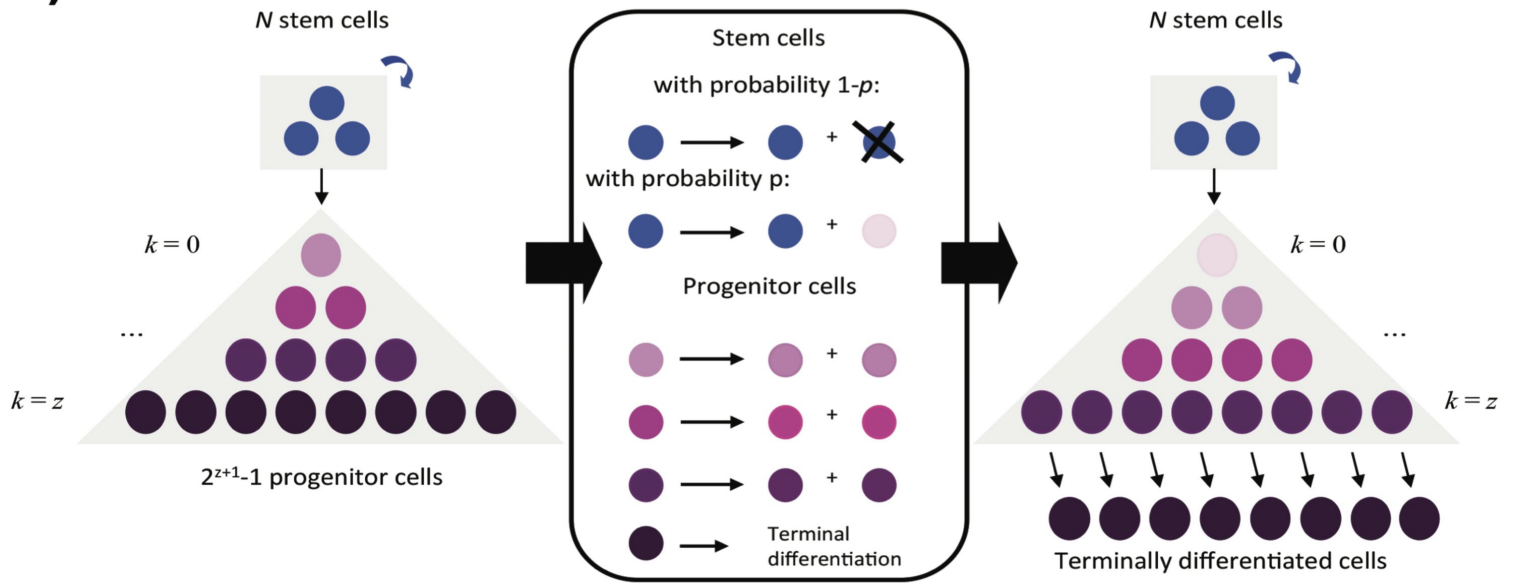 N stem cells
k = 0
...
k = z
2^{z+1}-1 progenitor cells
Stem cells
with probability 1-p:
+
with probability p:
+
Progenitor cells
+
+
+
Terminal
differentiation
N stem cells
k = 0
...
k = z
Terminally differentiated cells